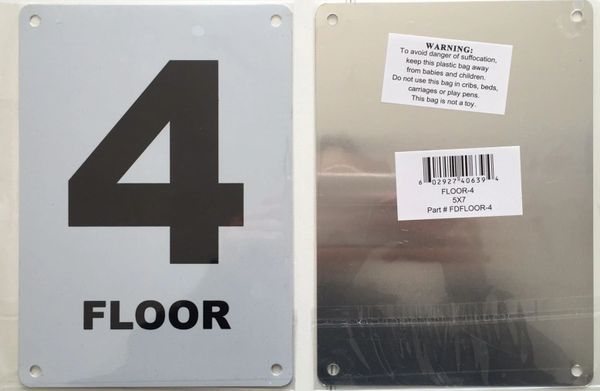 4
FLOOR
WARNING:
To avoid danger of suffocation,
keep this plastic bag away
from babies and children.
Do not use this bag in cribs, beds,
carriages or play pens.
This bag is not a toy.
6 02927 40639 4
FLOOR-4
5X7
Part # FDFLOOR-4